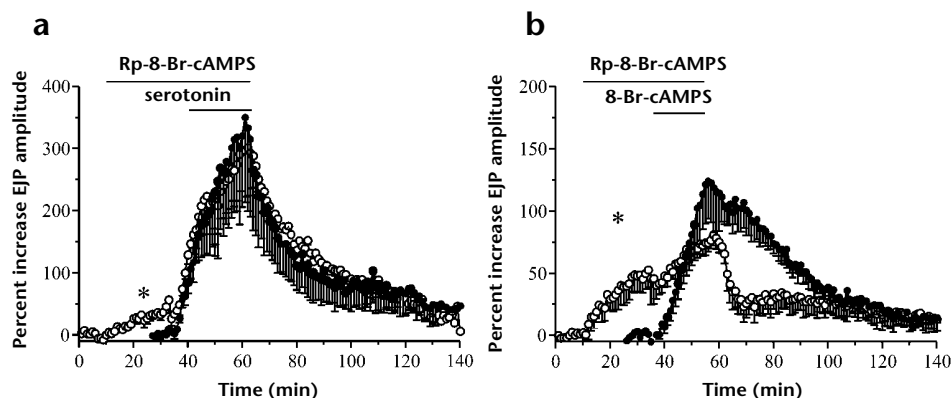 a
Rp-8-Br-cAMPS
serotonin
Percent increase EJP amplitude
400
300
200
100
0
*
0 20 40 60 80 100 120 140
Time (min)
b
Rp-8-Br-cAMPS
8-Br-cAMPS
Percent increase EJP amplitude
200
150
100
50
0
*
0 20 40 60 80 100 120 140
Time (min)